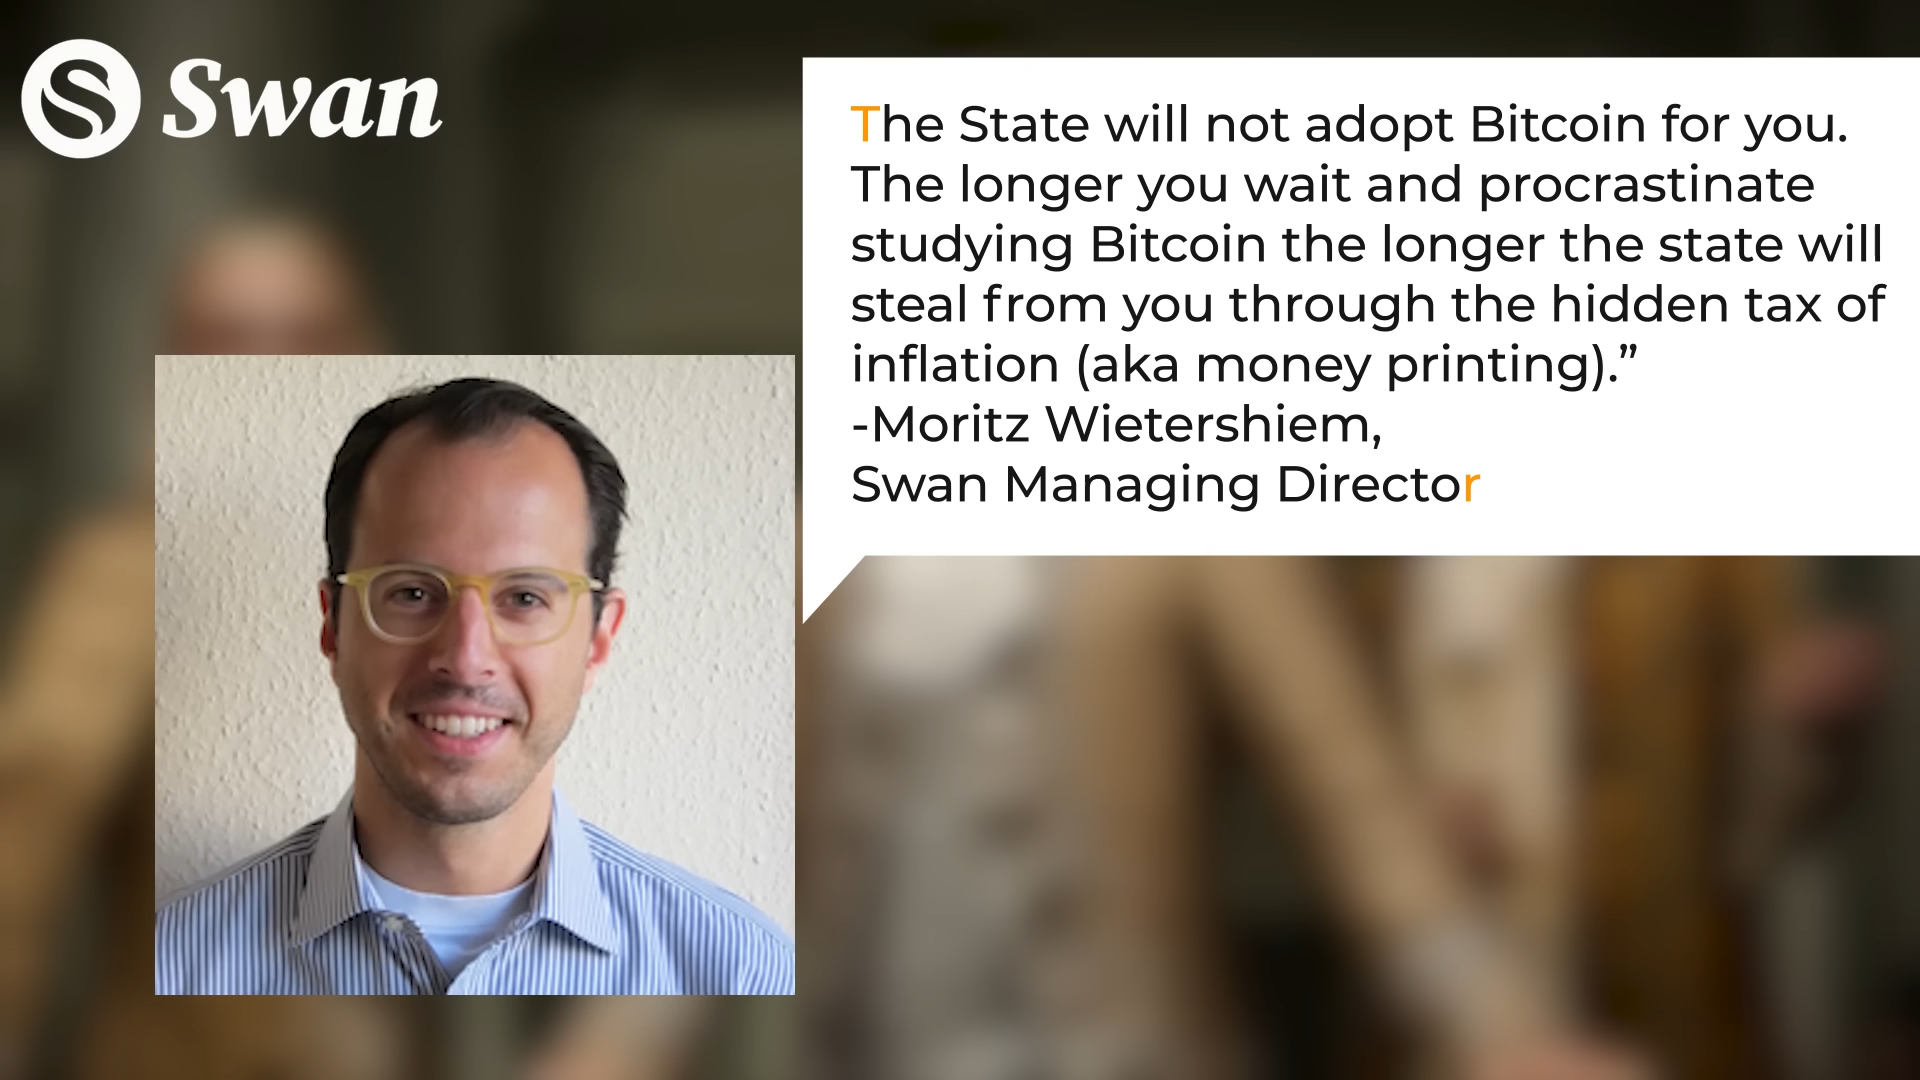 Swan
The State will not adopt Bitcoin for you.
The longer you wait and procrastinate
studying Bitcoin the longer the state will
steal from you through the hidden tax of
inflation (aka money printing).”
-Moritz Wietershiem,
Swan Managing Director